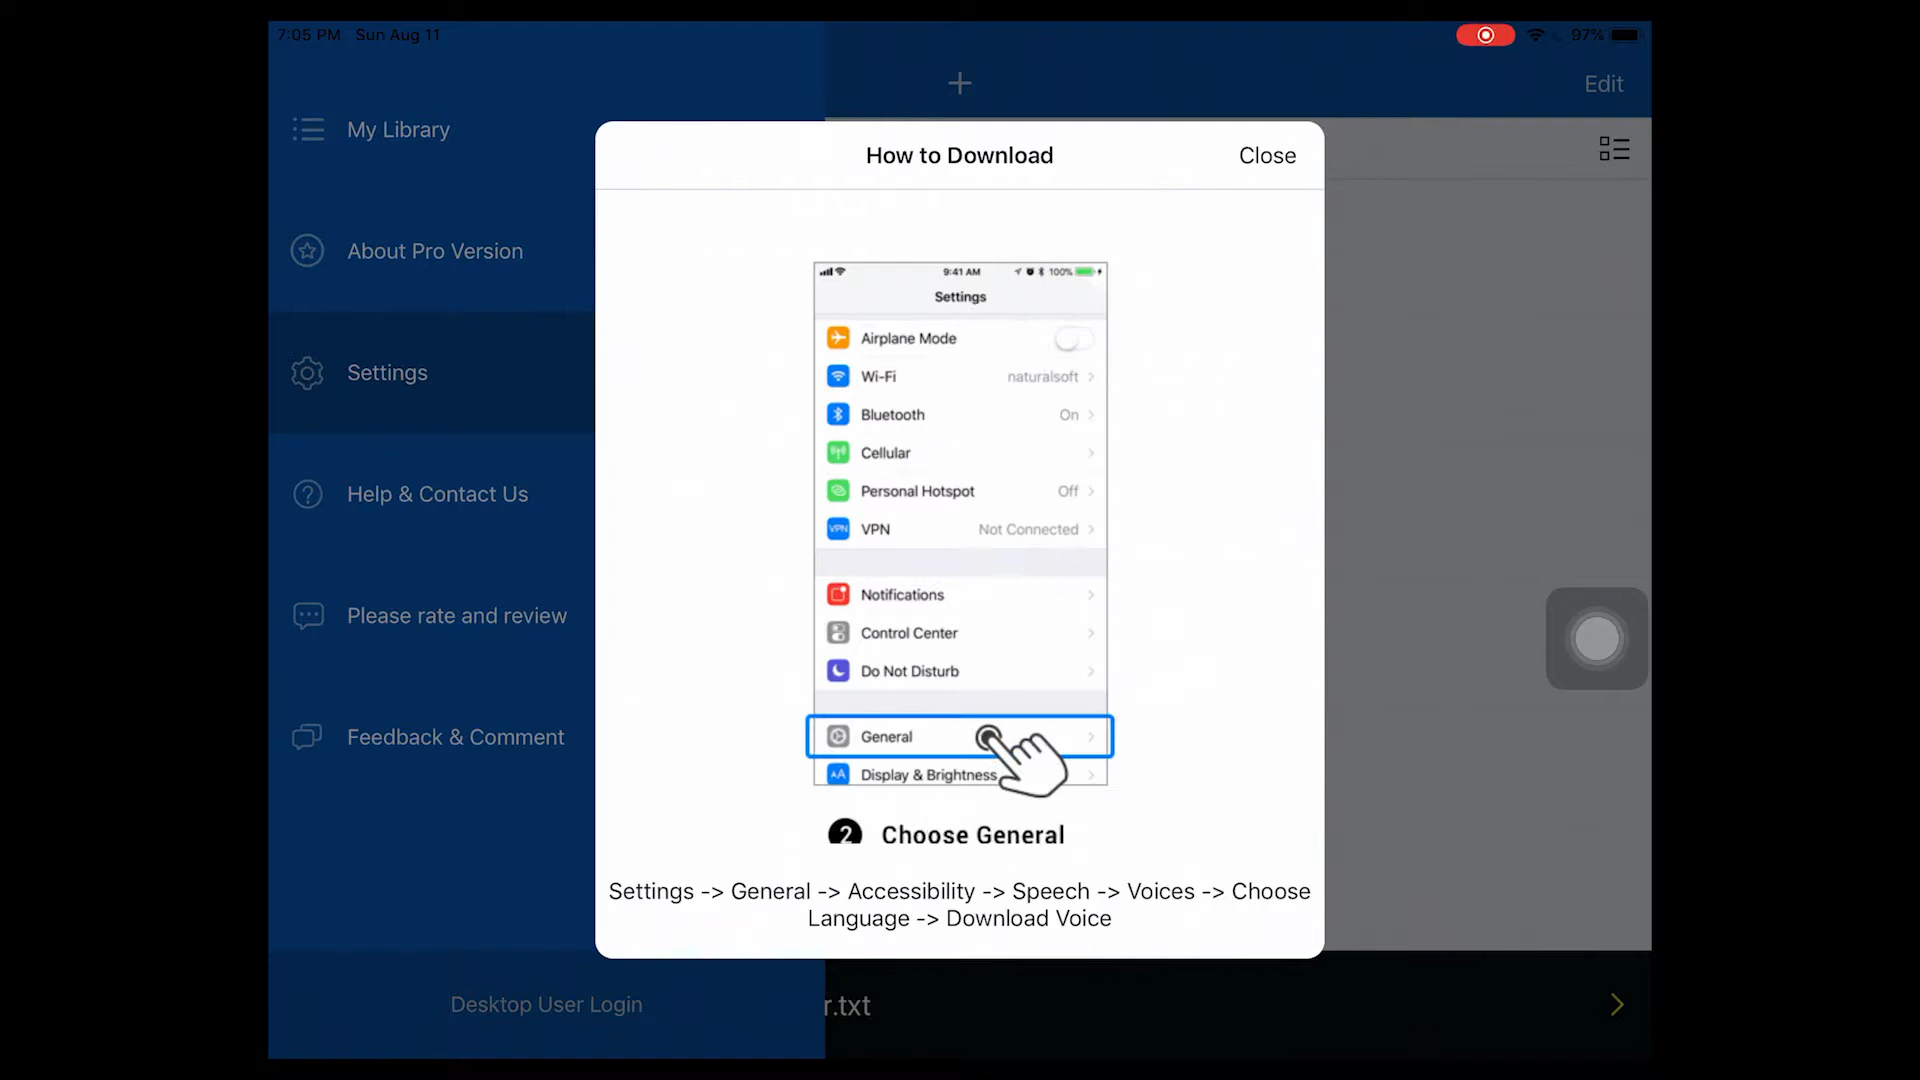 7:05 PM Sun Aug 11
97%
+
Edit
My Library
About Pro Version
Settings
Help & Contact Us
Please rate and review
Feedback & Comment
Desktop User Login
How to Download
Close
9:41 AM
100%
Settings
Airplane Mode
Wi-Fi naturalsoft
Bluetooth On
Cellular
Personal Hotspot Off
VPN VPN Not Connected
Notifications
Control Center
Do Not Disturb
General
AA Display & Brightness
2 Choose General
Settings -> General -> Accessibility -> Speech -> Voices -> Choose
Language -> Download Voice
r.txt